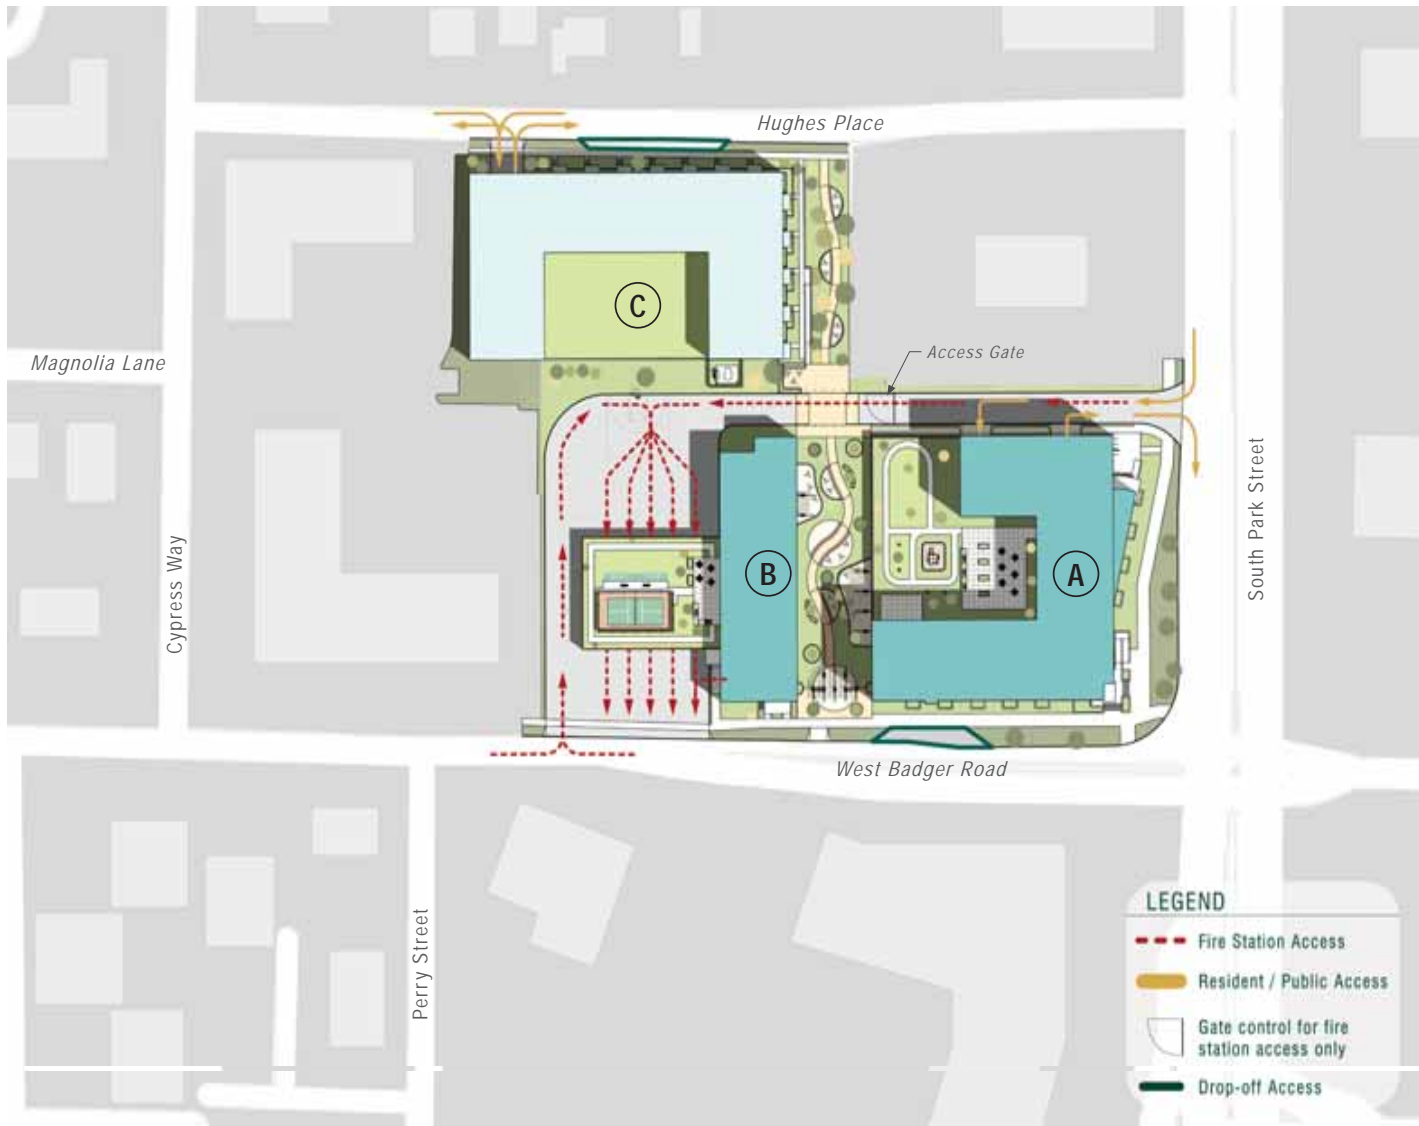 Hughes Place
C
Access Gate
Magnolia Lane
South Park Street
Cypress Way
B
A
West Badger Road
Perry Street
LEGEND
Fire Station Access
Resident / Public Access
Gate control for fire
station access only
Drop-off Access